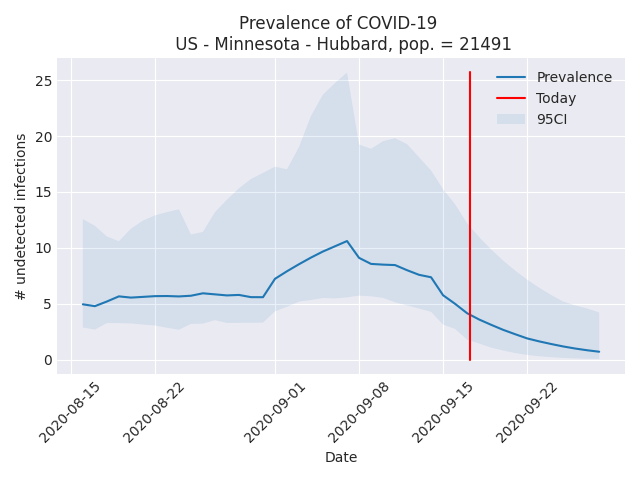 Prevalence of COVID-19
US - Minnesota - Hubbard, pop. = 21491
# undetected infections
25
20
15
10
5
0
Prevalence
Today
95CI
2020-08-15
2020-08-22
2020-09-01
2020-09-08
2020-09-15
2020-09-22
Date